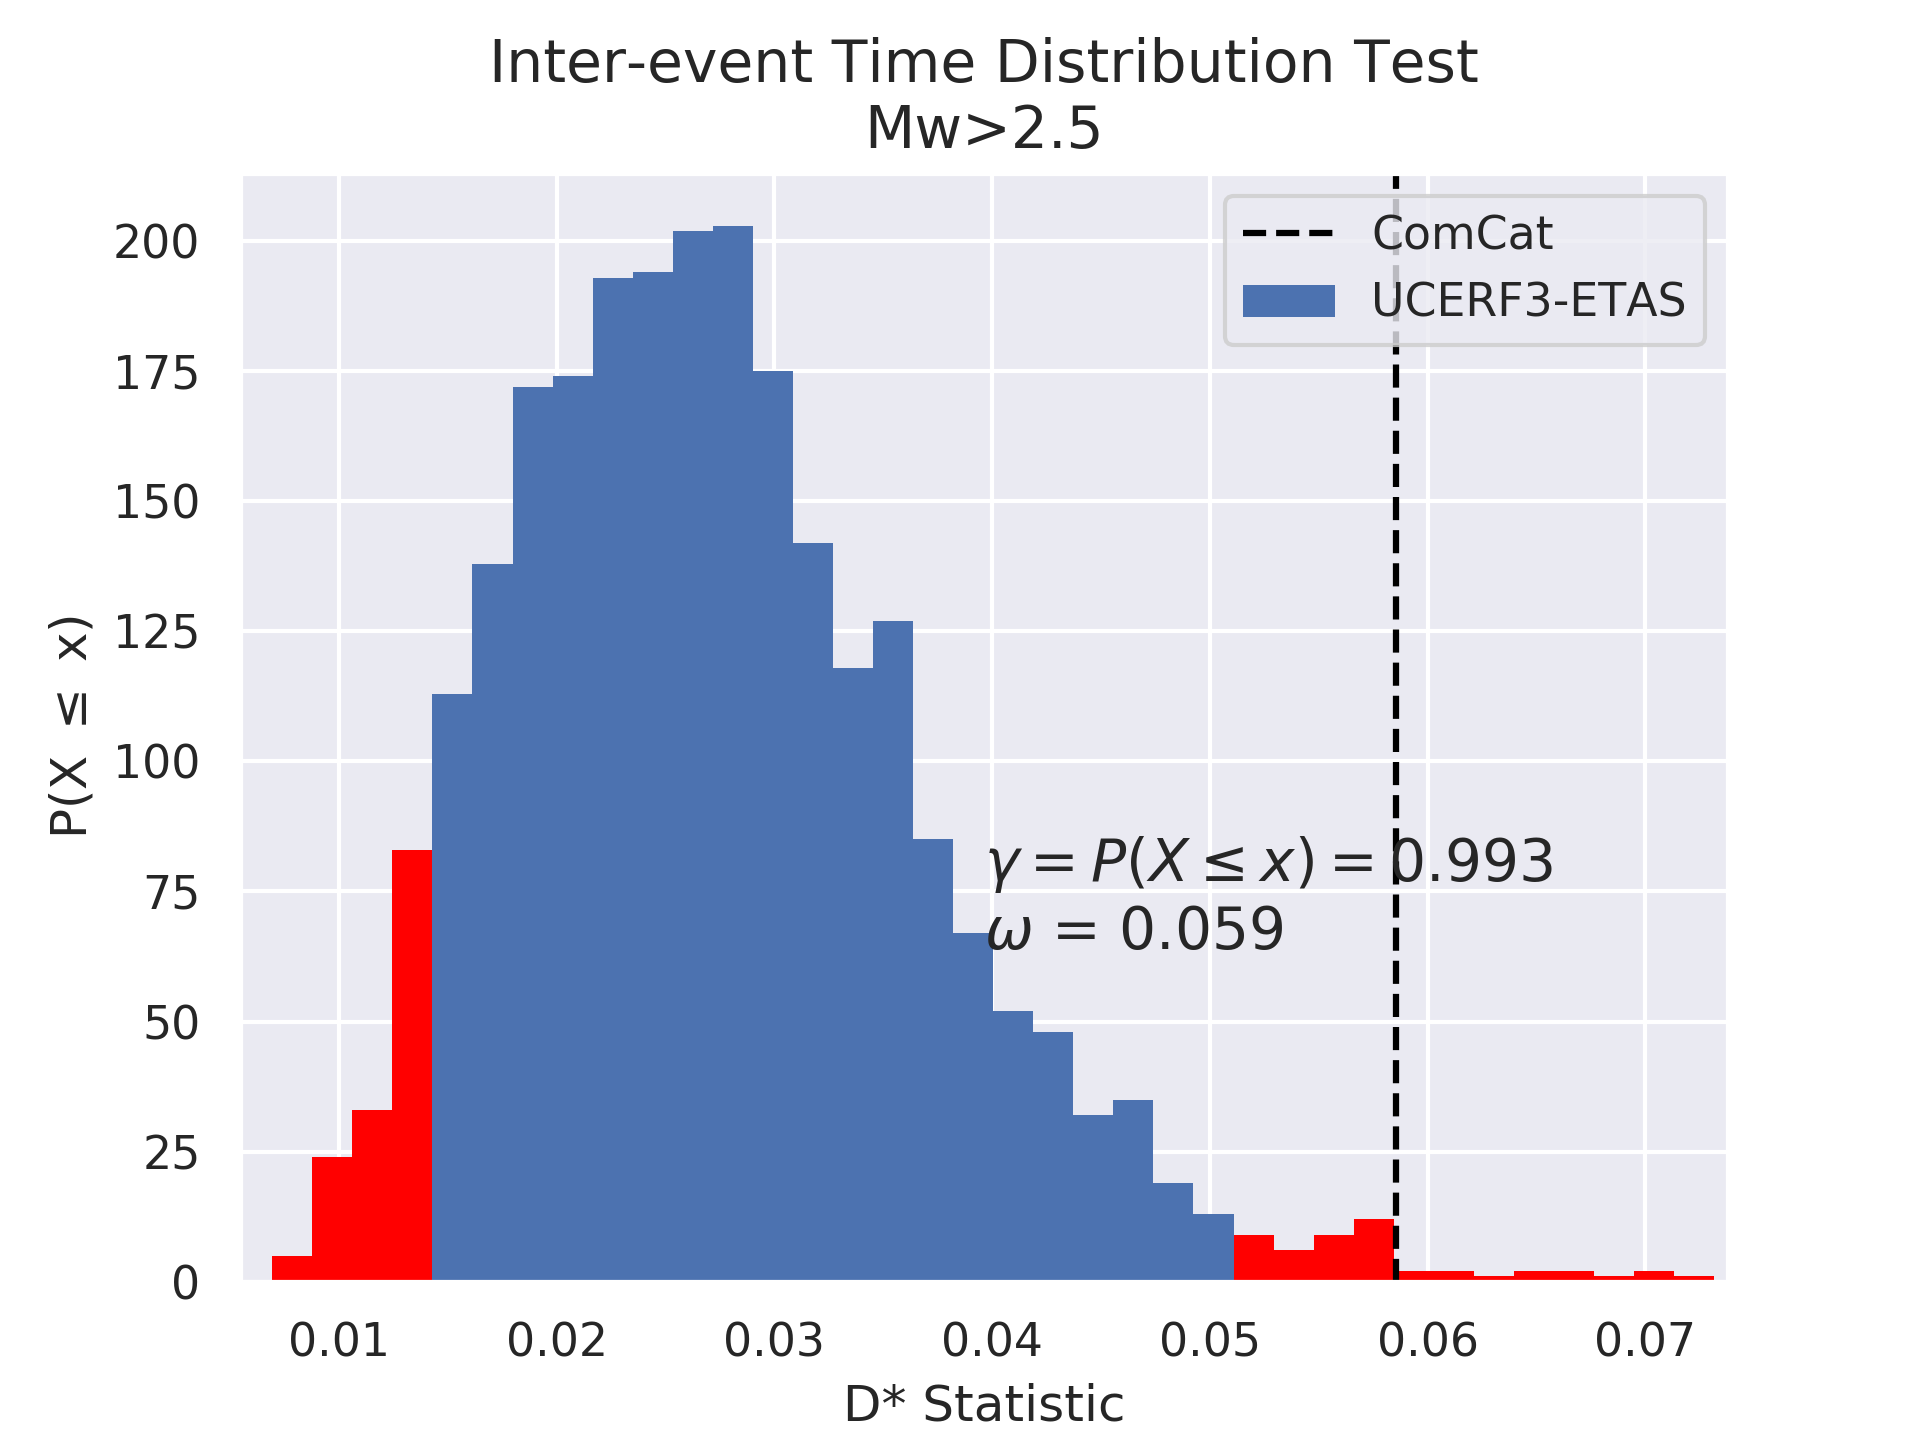 Inter-event Time Distribution Test
Mw>2.5
ComCat
UCERF3-ETAS
P(X ≤ x)
200
175
150
125
100
75
50
25
0
γ = P(X ≤ x) = 0.993
ω = 0.059
0.01 0.02 0.03 0.04 0.05 0.06 0.07
D* Statistic